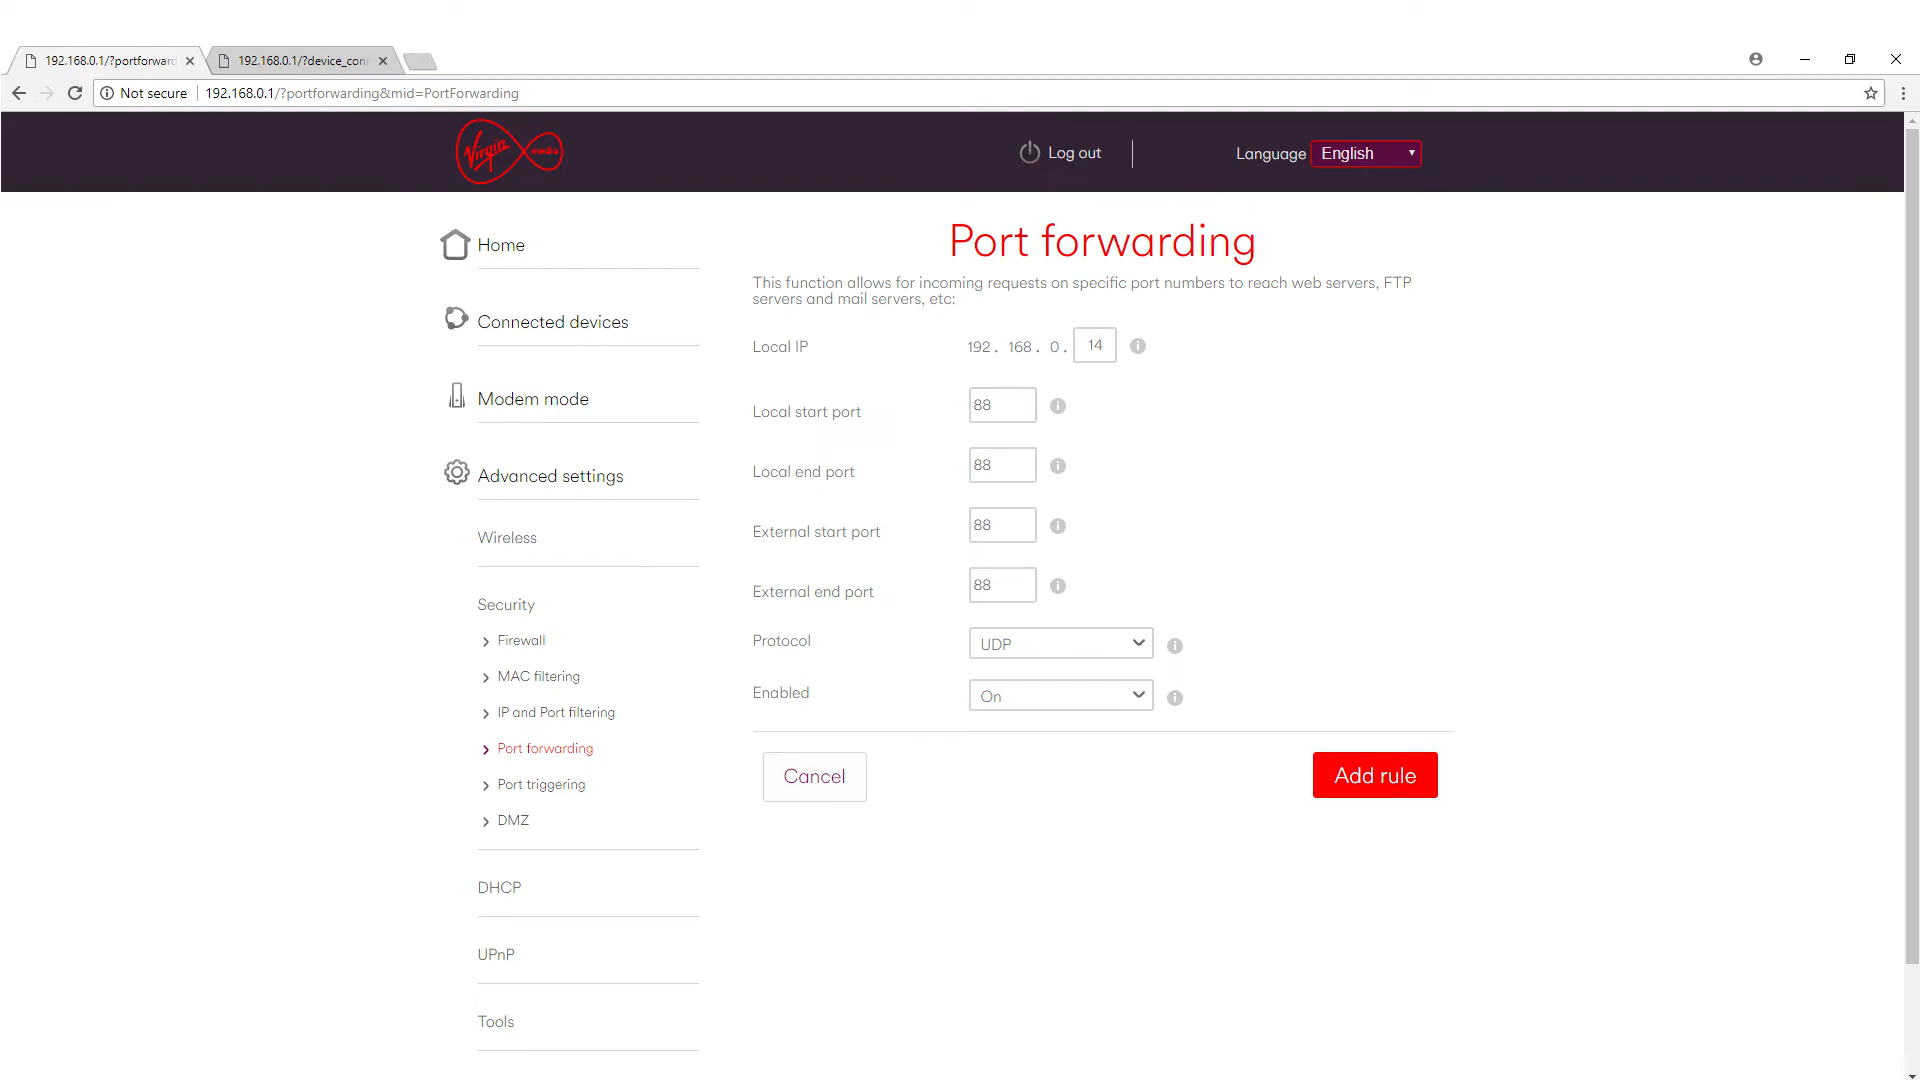 192.168.0.1/?portforward
192.168.0.1/?device_con
Not secure
192.168.0.1/?portforwarding&mid=PortForwarding
Virgin media
Log out
Language
English
Home
Connected devices
Modem mode
Advanced settings
Wireless
Security
Firewall
MAC filtering
IP and Port filtering
Port forwarding
Port triggering
DMZ
DHCP
UPnP
Tools
Port forwarding
This function allows for incoming requests on specific port numbers to reach web servers, FTP
servers and mail servers, etc:
Local IP 192 . 168 . 0 . 14
Local start port 88
Local end port 88
External start port 88
External end port 88
Protocol UDP
Enabled On
Cancel
Add rule